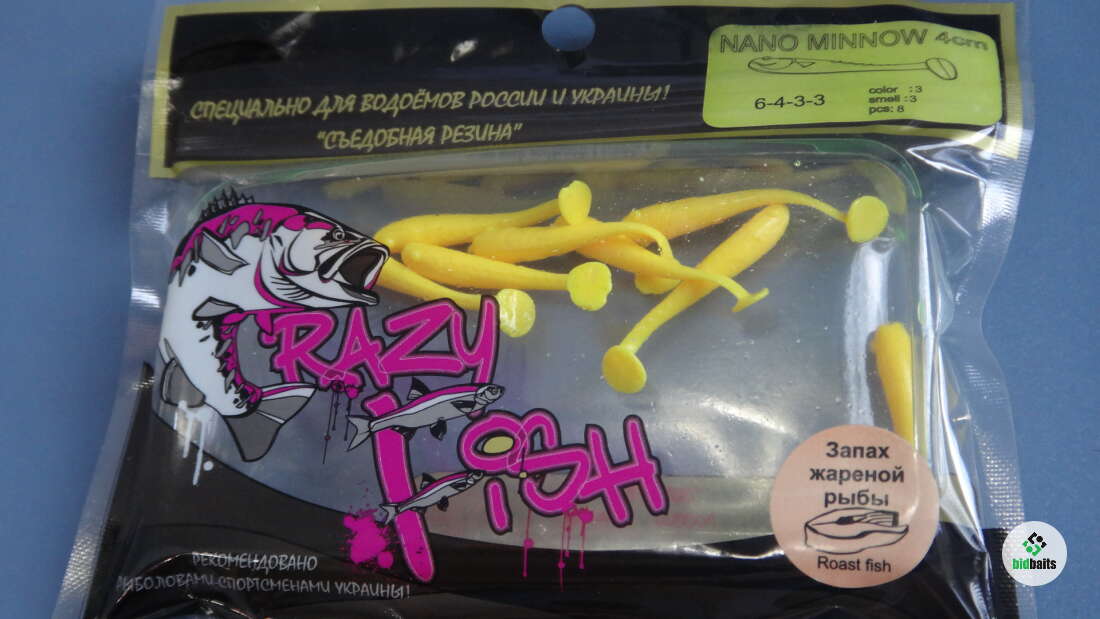 NANO MINNOW 4cm
6-4-3-3
color : 3
smell : 3
pcs: 8
СПЕЦИАЛЬНО ДЛЯ ВОДОЁМОВ РОССИИ И УКРАИНЫ!
"СЪЕДОБНАЯ РЕЗИНА"
CRAZY
FISH
Запах
жареной
рыбы
Roast fish
РЕКОМЕНДОВАНО
РЫБОЛОВАМИ-СПОРТСМЕНАМИ УКРАИНЫ!
bidbaits